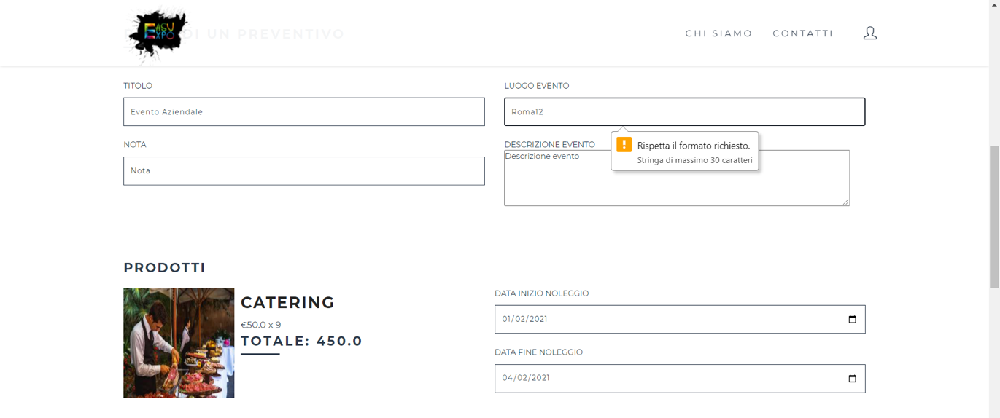 EASY
EXPO
DI UN PREVENTIVO
CHI SIAMO
CONTATTI
TITOLO
Evento Aziendale
LUOGO EVENTO
Roma12
Rispetta il formato richiesto.
Stringa di massimo 30 caratteri
NOTA
Nota
DESCRIZIONE EVENTO
Descrizione evento
PRODOTTI
CATERING
€50.0 x 9
TOTALE: 450.0
DATA INIZIO NOLEGGIO
01/02/2021
DATA FINE NOLEGGIO
04/02/2021